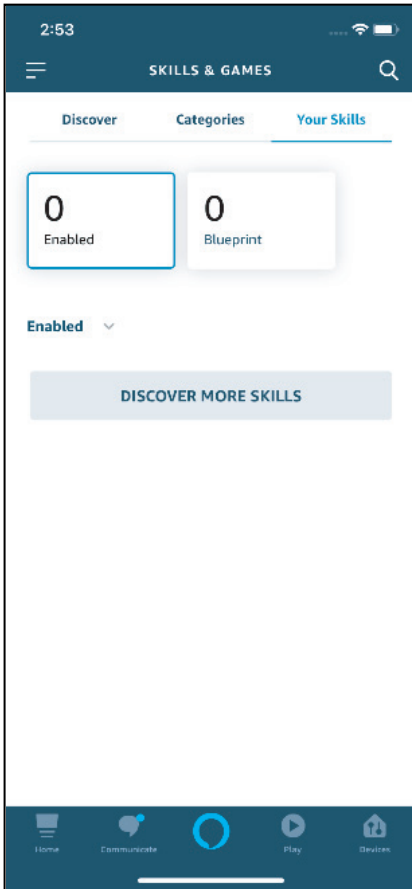 2:53
SKILLS & GAMES
Discover Categories Your Skills
0 0
Enabled Blueprint
Enabled
DISCOVER MORE SKILLS
Home Communicate Play Devices